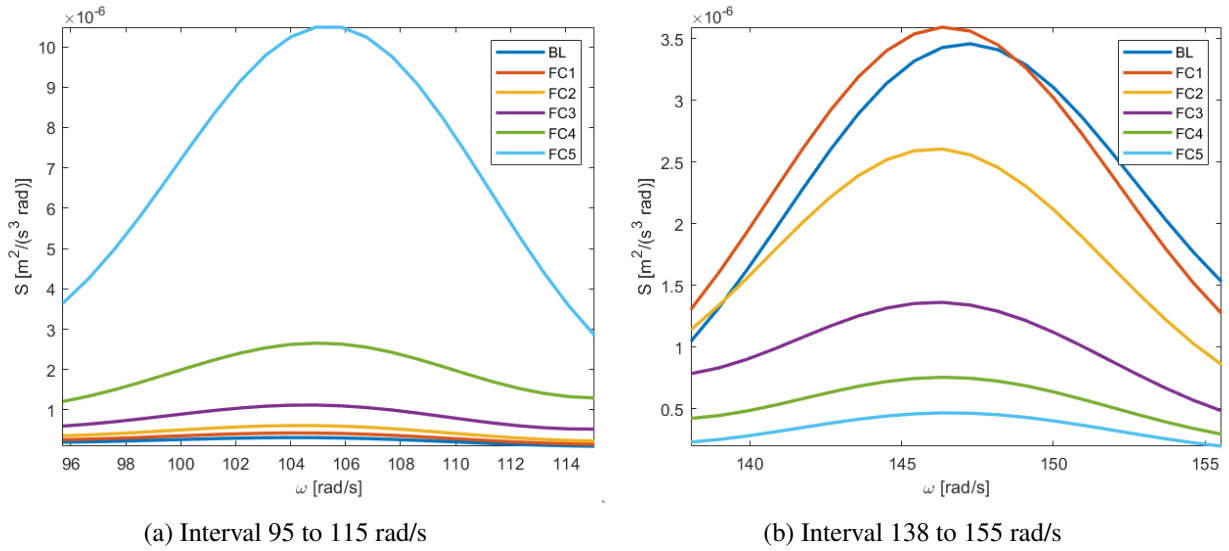 ×10⁻⁶
10
9
8
7
6
5
4
3
2
1
S [m²/(s³ rad)]
96 98 100 102 104 106 108 110 112 114
ω [rad/s]
BL
FC1
FC2
FC3
FC4
FC5
(a) Interval 95 to 115 rad/s
×10⁻⁶
3.5
3
2.5
2
1.5
1
0.5
S [m²/(s³ rad)]
140 145 150 155
ω [rad/s]
BL
FC1
FC2
FC3
FC4
FC5
(b) Interval 138 to 155 rad/s